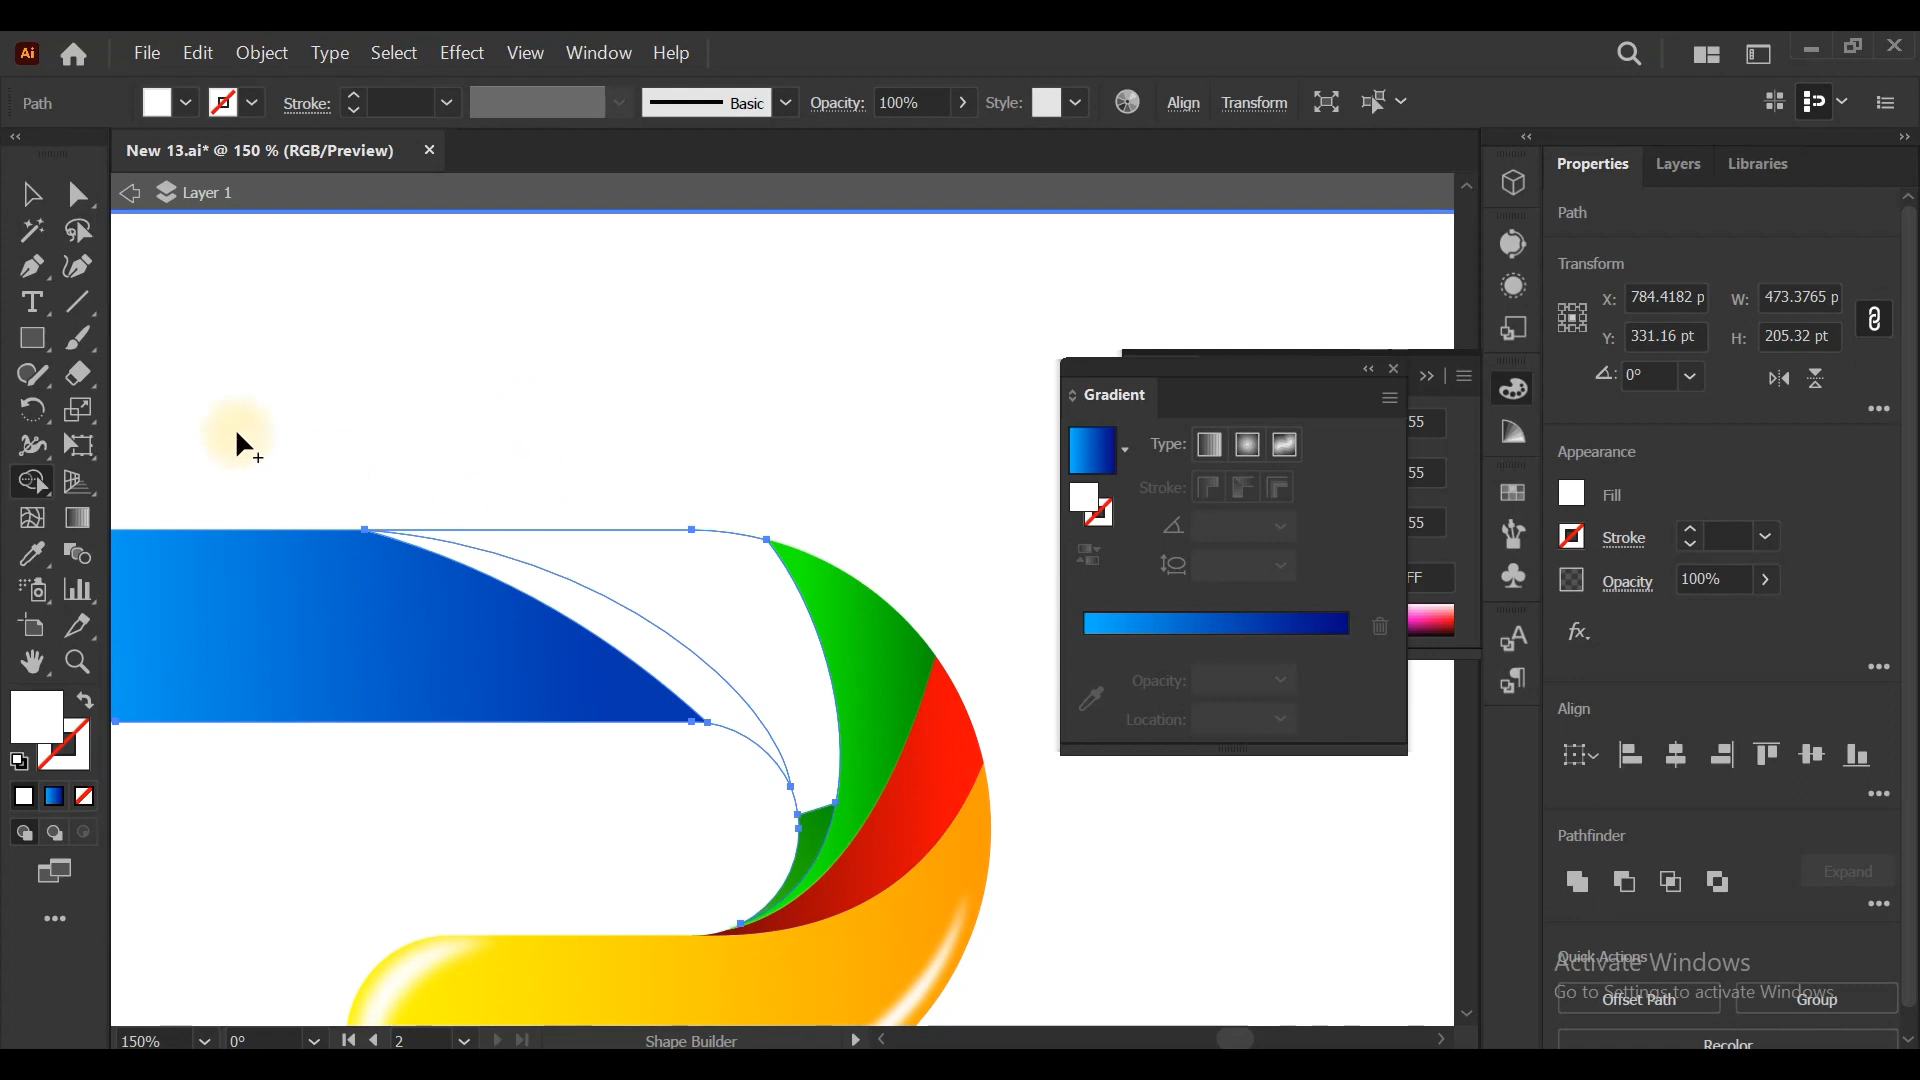 Ai File Edit Object Type Select Effect View Window Help
Path Stroke: Basic Opacity: 100% Style: Align Transform
New 13.ai* @ 150 % (RGB/Preview)
Layer 1
Properties Layers Libraries
Path
Transform
X: 784.4182 p W: 473.3765 p
Y: 331.16 pt H: 205.32 pt
0°
Appearance
Fill
Stroke
Opacity 100%
fx.
Align
Pathfinder
Expand
Quick Actions
Offset Path Group
Recolor
Activate Windows
Go to Settings to activate Windows.
Gradient
Type:
Stroke:
Opacity:
Location:
55
55
55
FF
150% 0° 2 Shape Builder